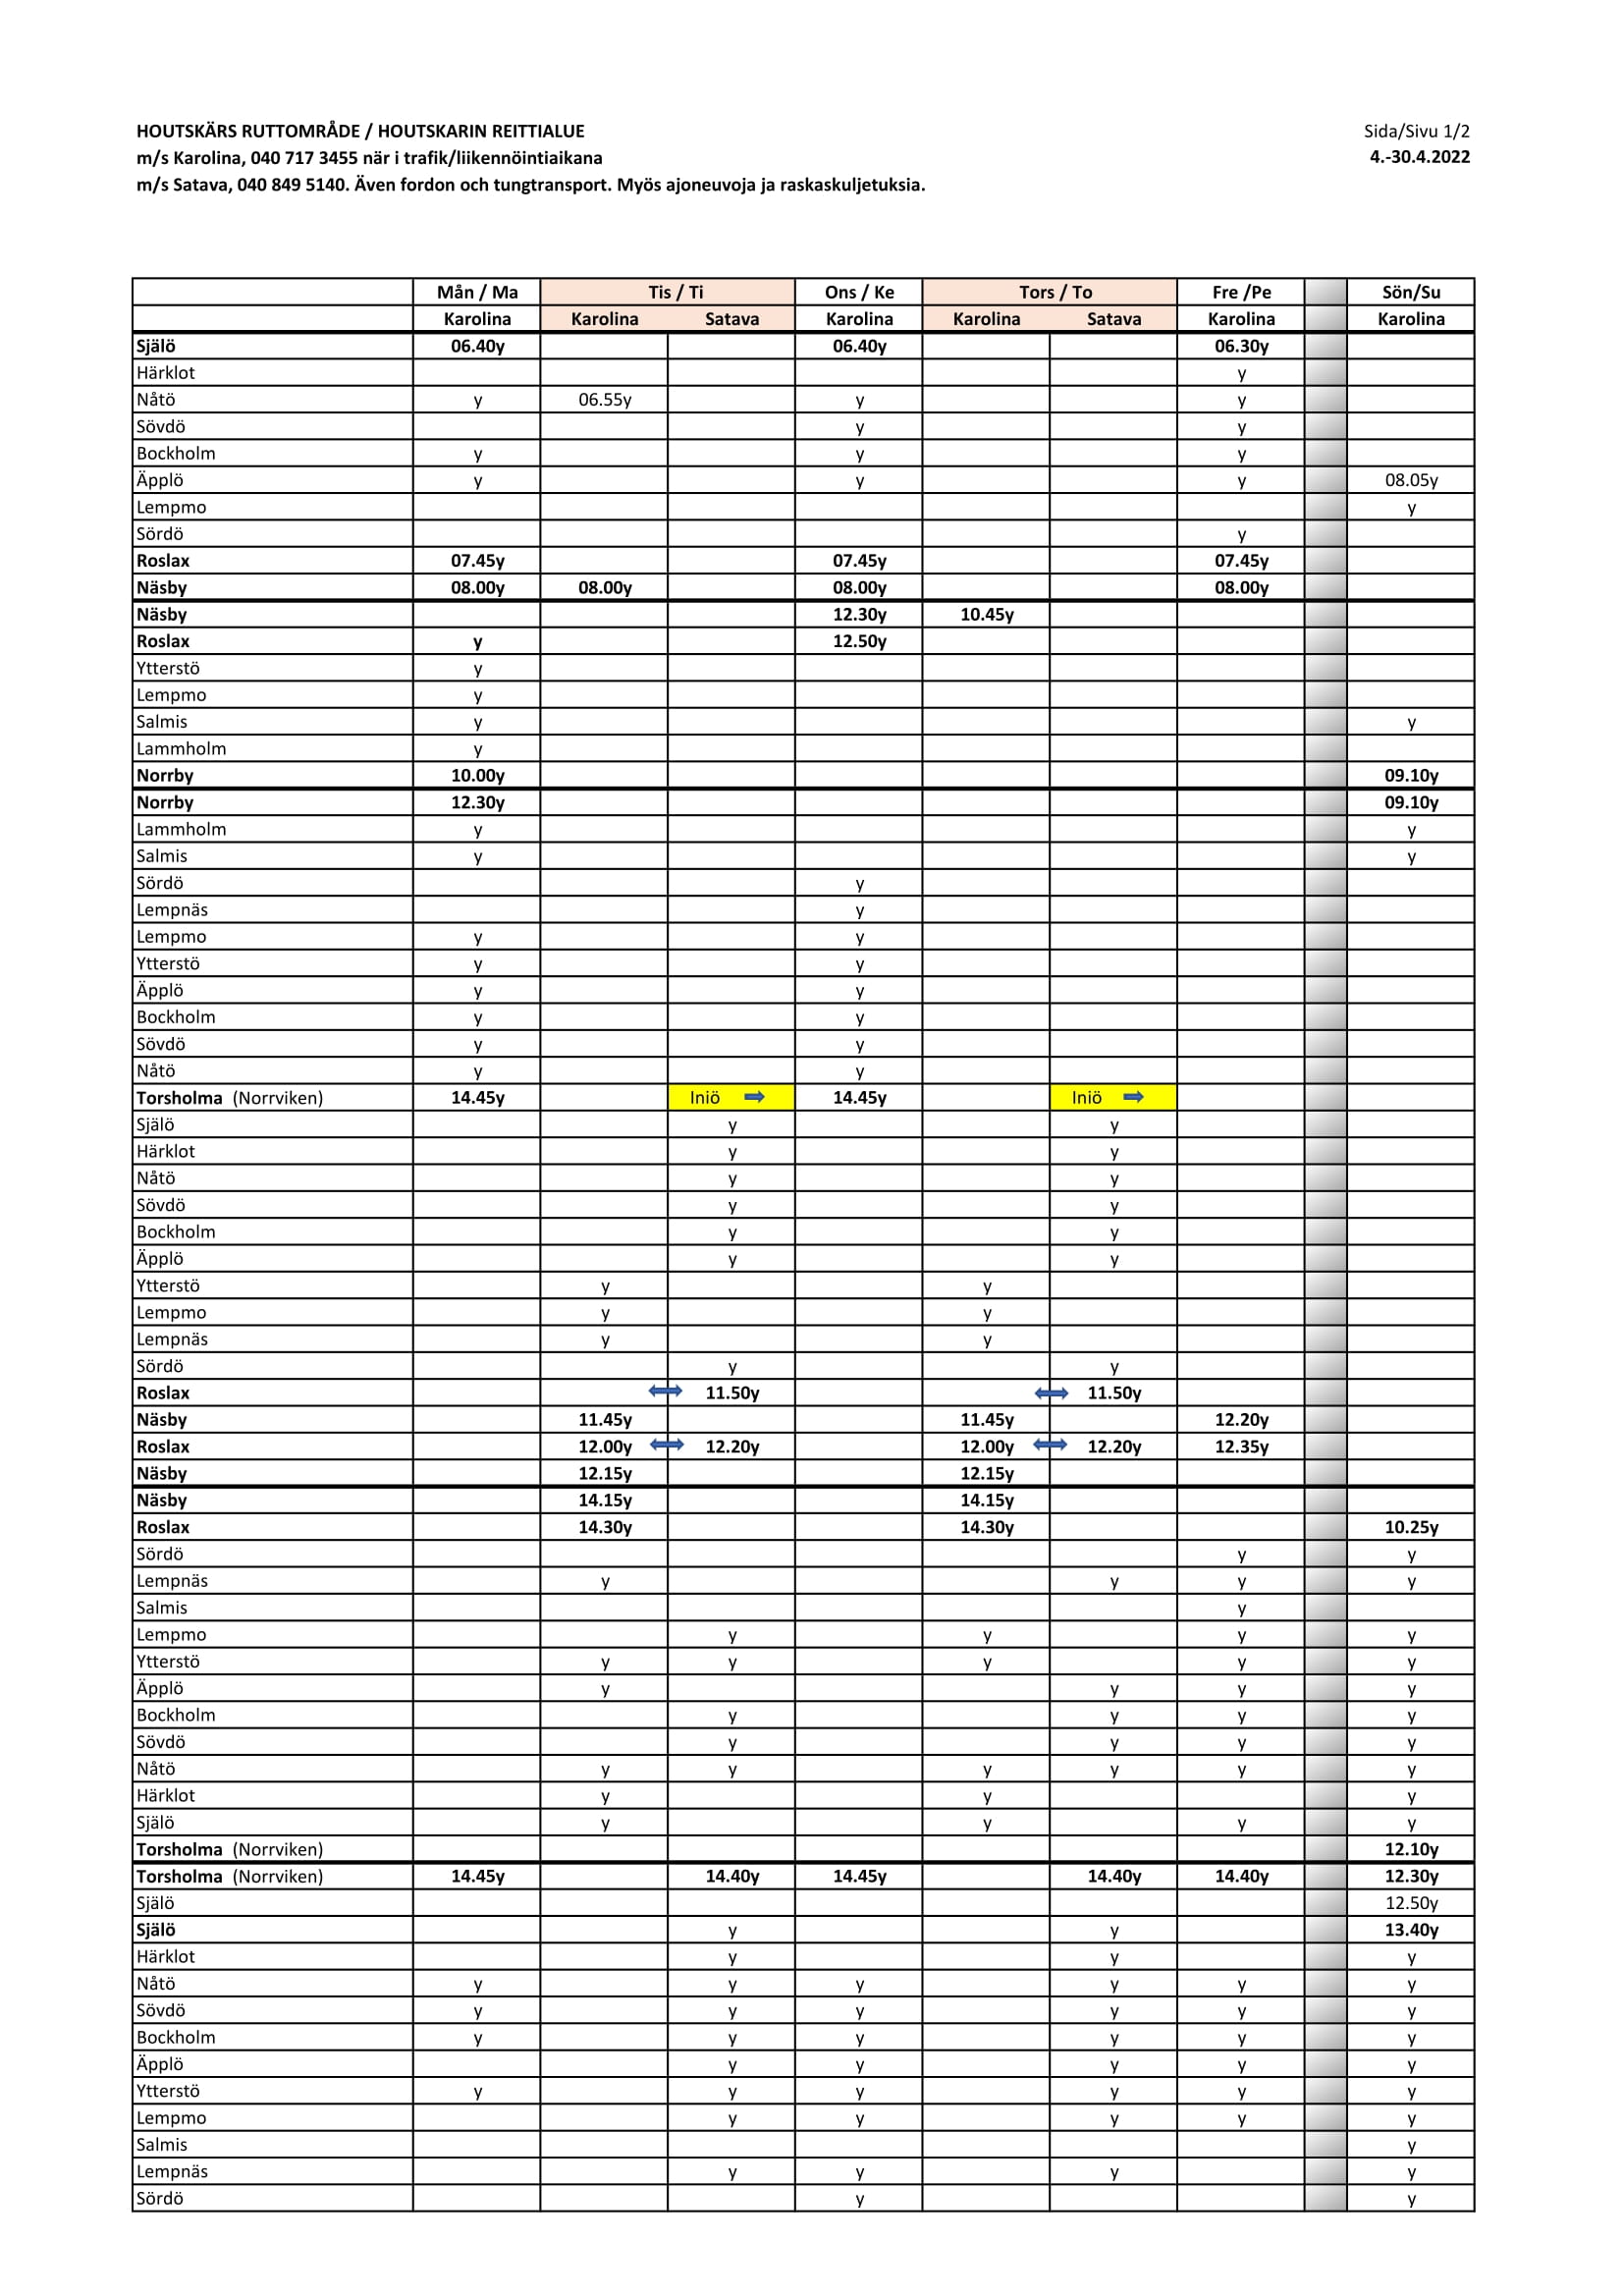 HOUTSKÄRS RUTTOMRÅDE / HOUTSKARIN REITTIALUE Sida/Sivu 1/2
m/s Karolina, 040 717 3455 när i trafik/liikennöintiaikana 4.-30.4.2022
m/s Satava, 040 849 5140. Även fordon och tungtransport. Myös ajoneuvoja ja raskaskuljetuksia.
Mån / Ma Tis / Ti Ons / Ke Tors / To Fre /Pe Sön/Su
Karolina Karolina Satava Karolina Karolina Satava Karolina Karolina
Själö 06.40y 06.40y 06.30y
Härklot y
Nåtö y 06.55y y y
Sövdö y y
Bockholm y y y
Äpplö y y y 08.05y
Lempmo y
Sördö y
Roslax 07.45y 07.45y 07.45y
Näsby 08.00y 08.00y 08.00y 08.00y
Näsby 12.30y 10.45y
Roslax y 12.50y
Ytterstö y
Lempmo y
Salmis y y
Lammholm y
Norrby 10.00y 09.10y
Norrby 12.30y 09.10y
Lammholm y y
Salmis y y
Sördö y
Lempnäs y
Lempmo y y
Ytterstö y y
Äpplö y y
Bockholm y y
Sövdö y y
Nåtö y y
Torsholma (Norrviken) 14.45y Iniö 14.45y Iniö
Själö y y
Härklot y y
Nåtö y y
Sövdö y y
Bockholm y y
Äpplö y y
Ytterstö y y
Lempmo y y
Lempnäs y y
Sördö y y
Roslax 11.50y 11.50y
Näsby 11.45y 11.45y 12.20y
Roslax 12.00y 12.20y 12.00y 12.20y 12.35y
Näsby 12.15y 12.15y
Näsby 14.15y 14.15y
Roslax 14.30y 14.30y 10.25y
Sördö y y
Lempnäs y y y y
Salmis y
Lempmo y y y y
Ytterstö y y y y y
Äpplö y y y y
Bockholm y y y y
Sövdö y y y y
Nåtö y y y y y y
Härklot y y y
Själö y y y y
Torsholma (Norrviken) 12.10y
Torsholma (Norrviken) 14.45y 14.40y 14.45y 14.40y 14.40y 12.30y
Själö 12.50y
Själö y y 13.40y
Härklot y y y
Nåtö y y y y y y
Sövdö y y y y y y
Bockholm y y y y y y
Äpplö y y y y y
Ytterstö y y y y y y
Lempmo y y y y y
Salmis y
Lempnäs y y y y
Sördö y y